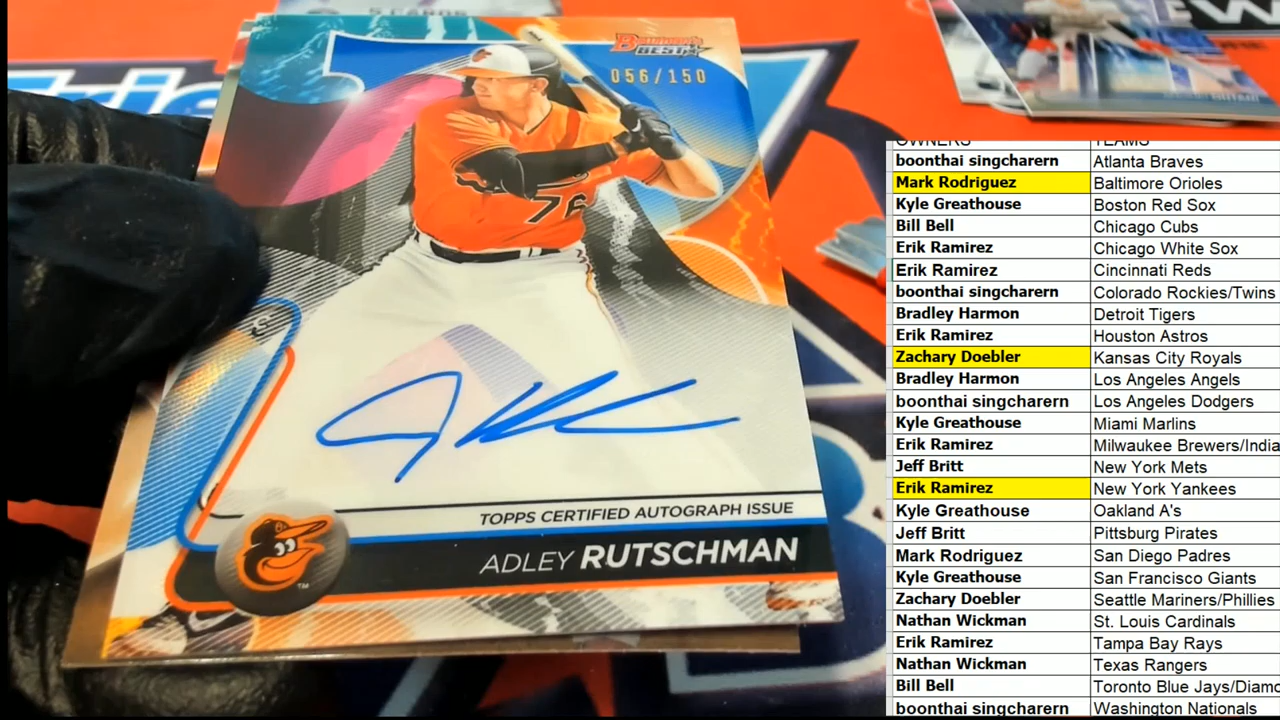 5 CARDS
BOWMAN'S
BEST
056/150
76
TOPPS CERTIFIED AUTOGRAPH ISSUE
ADLEY RUTSCHMAN
TM
OWNERS TEAMS
boonthai singcharern Atlanta Braves
Mark Rodriguez Baltimore Orioles
Kyle Greathouse Boston Red Sox
Bill Bell Chicago Cubs
Erik Ramirez Chicago White Sox
Erik Ramirez Cincinnati Reds
boonthai singcharern Colorado Rockies/Twins
Bradley Harmon Detroit Tigers
Erik Ramirez Houston Astros
Zachary Doebler Kansas City Royals
Bradley Harmon Los Angeles Angels
boonthai singcharern Los Angeles Dodgers
Kyle Greathouse Miami Marlins
Erik Ramirez Milwaukee Brewers/India
Jeff Britt New York Mets
Erik Ramirez New York Yankees
Kyle Greathouse Oakland A's
Jeff Britt Pittsburg Pirates
Mark Rodriguez San Diego Padres
Kyle Greathouse San Francisco Giants
Zachary Doebler Seattle Mariners/Phillies
Nathan Wickman St. Louis Cardinals
Erik Ramirez Tampa Bay Rays
Nathan Wickman Texas Rangers
Bill Bell Toronto Blue Jays/Diamo
boonthai singcharern Washington Nationals